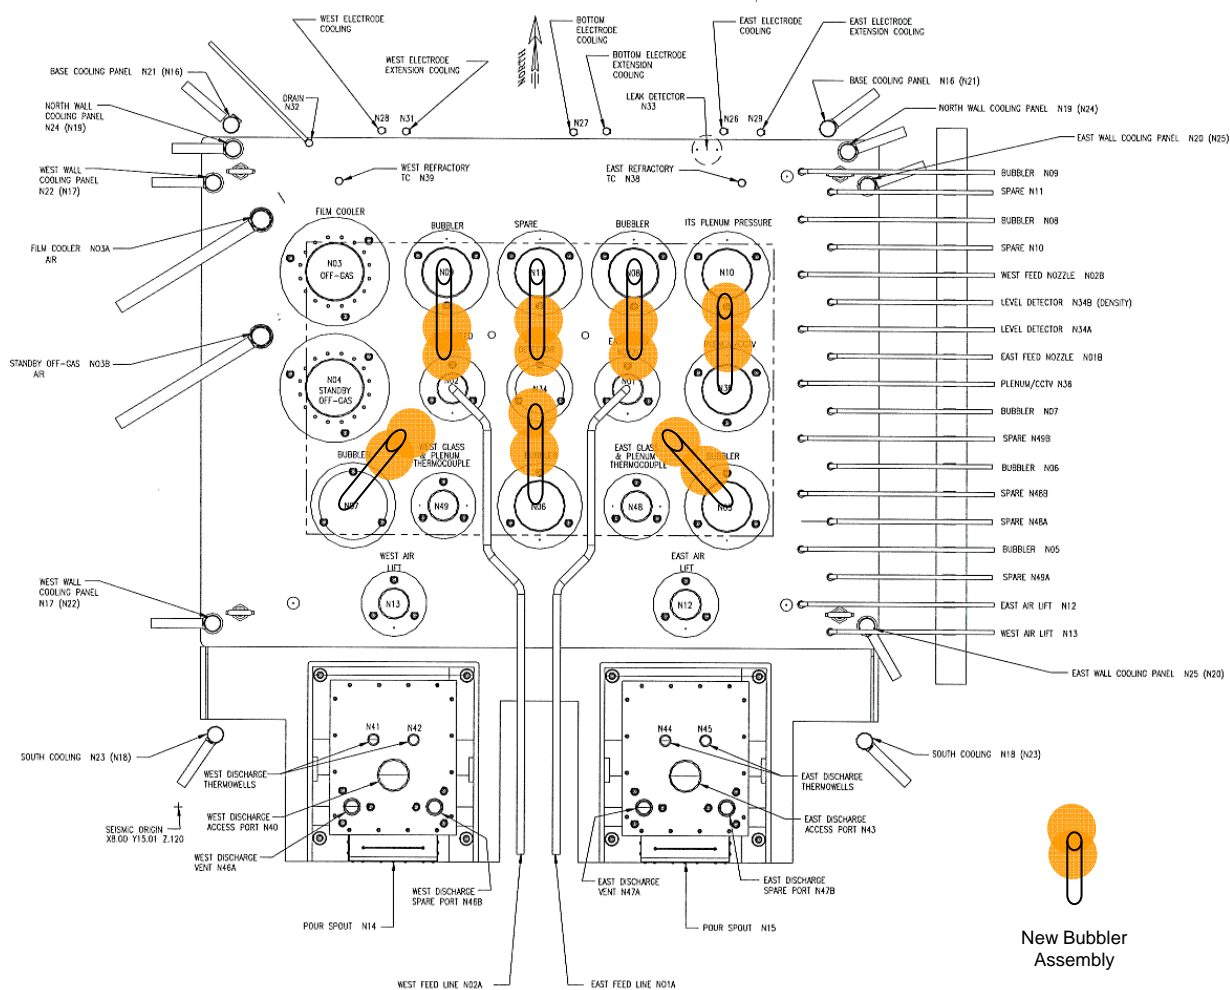 WEST ELECTRODE
COOLING
NORTH
BOTTOM
ELECTRODE
COOLING
EAST ELECTRODE
COOLING
EAST ELECTRODE
EXTENSION COOLING
WEST ELECTRODE
EXTENSION COOLING
BOTTOM ELECTRODE
EXTENSION
COOLING
BASE COOLING PANEL N21 (N16)
BASE COOLING PANEL N16 (N21)
DRAIN
N32
LEAK DETECTOR
N33
NORTH WALL
COOLING PANEL
N24 (N19)
NORTH WALL COOLING PANEL N19 (N24)
N28
N31
N27
N26
N29
EAST WALL COOLING PANEL N20 (N25)
WEST WALL
COOLING PANEL
N22 (N17)
WEST REFRACTORY
TC N39
EAST REFRACTORY
TC N38
BUBBLER N09
SPARE N11
BUBBLER N08
SPARE N10
WEST FEED NOZZLE N02B
LEVEL DETECTOR N34B (DENSITY)
LEVEL DETECTOR N34A
EAST FEED NOZZLE N01B
PLENUM/CCTV N36
BUBBLER N07
SPARE N49B
BUBBLER N06
SPARE N48B
SPARE N48A
BUBBLER N05
SPARE N49A
EAST AIR LIFT N12
WEST AIR LIFT N13
FILM COOLER
BUBBLER
SPARE
BUBBLER
ITS PLENUM PRESSURE
FILM COOLER N03A
AIR
N03
OFF-GAS
N09
N11
N08
N10
STANDBY OFF-GAS N03B
AIR
N04
STANDBY
OFF-GAS
N02
N34
N01
WEST GLASS
& PLENUM
THERMOCOUPLE
EAST GLASS
& PLENUM
THERMOCOUPLE
BUBBLER
N07
N49
N06
N48
N05
WEST AIR
LIFT
EAST AIR
LIFT
N13
N12
WEST WALL
COOLING PANEL
N17 (N22)
EAST WALL COOLING PANEL N25 (N20)
N41
N42
N44
N45
SOUTH COOLING N23 (N18)
SOUTH COOLING N18 (N23)
WEST DISCHARGE
THERMOWELLS
EAST DISCHARGE
THERMOWELLS
WEST DISCHARGE
ACCESS PORT N40
EAST DISCHARGE
ACCESS PORT N43
SEISMIC ORIGIN
X8.00 Y15.01 Z.120
WEST DISCHARGE
VENT N46A
WEST DISCHARGE
SPARE PORT N46B
EAST DISCHARGE
VENT N47A
EAST DISCHARGE
SPARE PORT N47B
POUR SPOUT N14
POUR SPOUT N15
WEST FEED LINE N02A
EAST FEED LINE N01A
New Bubbler
Assembly